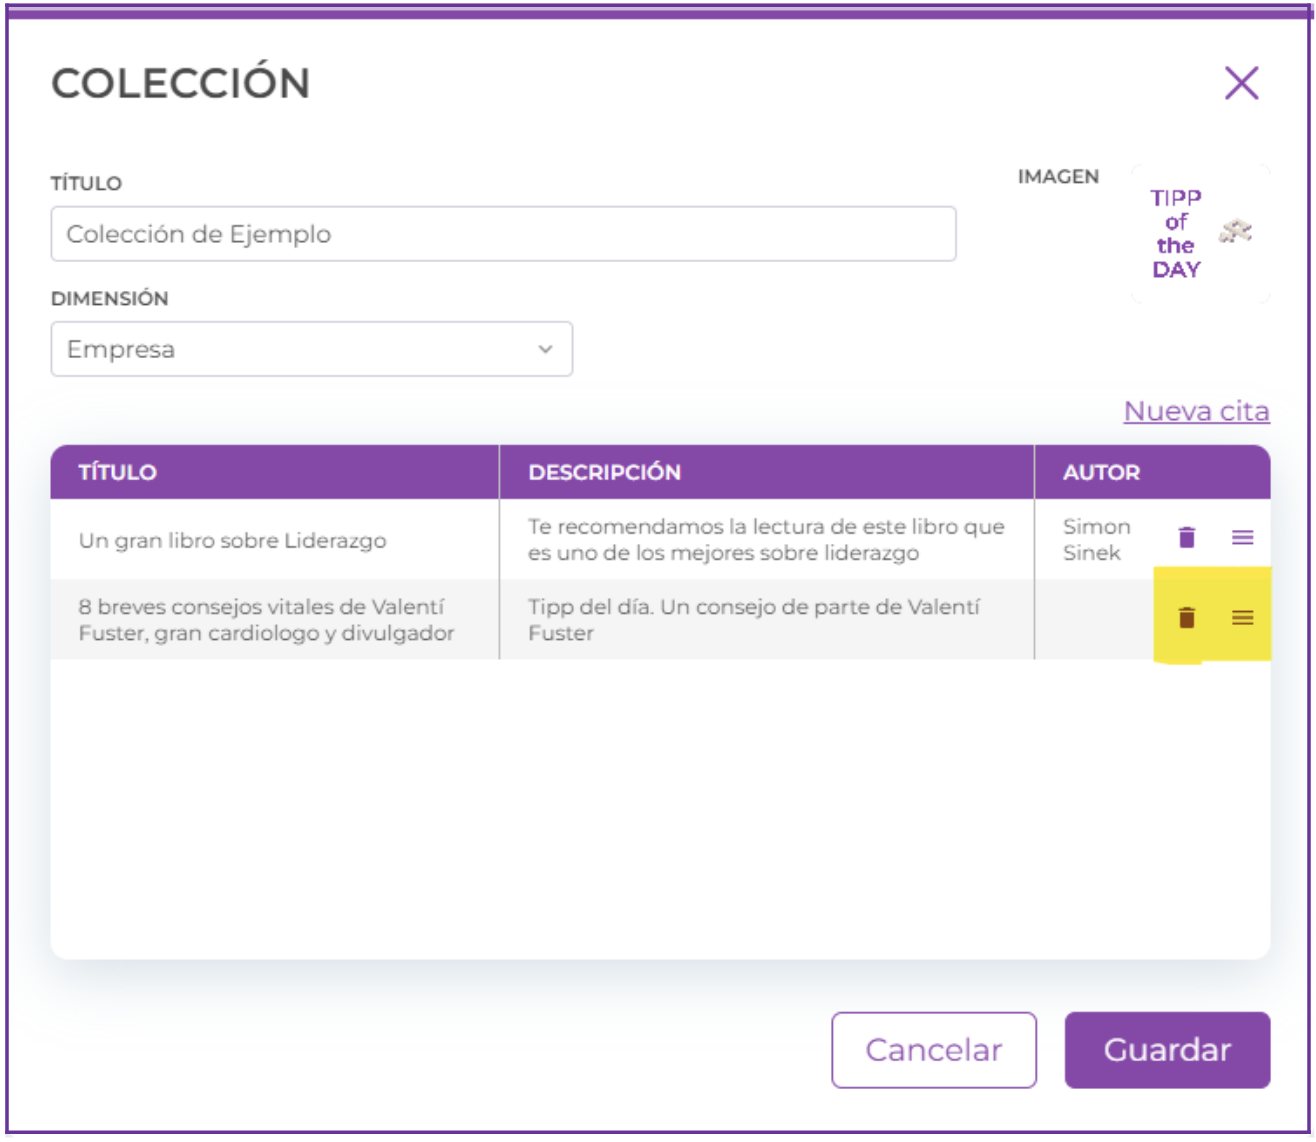 COLECCIÓN
TÍTULO
Colección de Ejemplo
IMAGEN
TIPP
of
the
DAY
DIMENSIÓN
Empresa
Nueva cita
TÍTULO
DESCRIPCIÓN
AUTOR
Un gran libro sobre Liderazgo
Te recomendamos la lectura de este libro que
es uno de los mejores sobre liderazgo
Simon
Sinek
8 breves consejos vitales de Valentí
Fuster, gran cardiologo y divulgador
Tipp del día. Un consejo de parte de Valentí
Fuster
Cancelar
Guardar